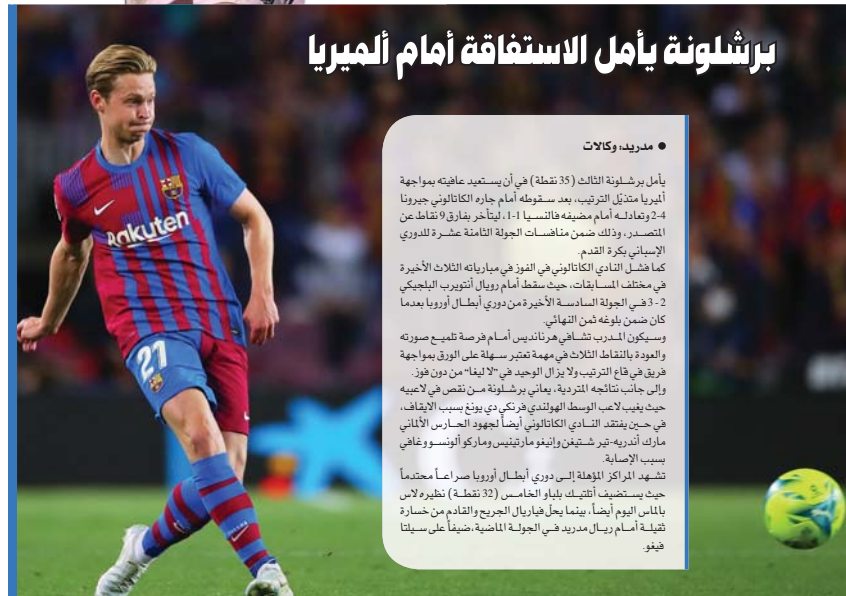 برشلونة يأمل الاستفاقة أمام ألميريا
● مدريد: وكالات
يأمل برشلونة الثالث (35 نقطة) في أن يستعيد عافيته بمواجهة
ألميريا متذيّل الترتيب، بعد سقوطه أمام جاره الكاتالوني جيرونا
2-4 وتعادله أمام مضيفه فالنسيا 1-1، ليتأخر بفارق 9 نقاط عن
المتصدر، وذلك ضمن منافسات الجولة الثامنة عشرة للدوري
الإسباني بكرة القدم.
كما فشل النادي الكاتالوني في الفوز في مبارياته الثلاث الأخيرة
في مختلف المسابقات، حيث سقط أمام رويال أنتويرب البلجيكي
2 - 3 في الجولة السادسة الأخيرة من دوري أبطال أوروبا بعدما
كان ضمن بلوغه ثمن النهائي.
وسيكون المدرب تشافي هرنانديس أمام فرصة تلميع صورته
والعودة بالنقاط الثلاث في مهمة تعتبر سهلة على الورق بمواجهة
فريق في قاع الترتيب ولا يزال الوحيد في "لا ليغا" من دون فوز.
وإلى جانب نتائجه المتردية، يعاني برشلونة من نقص في لاعبيه
حيث يغيب لاعب الوسط الهولندي فرنكي دي يونغ بسبب الايقاف،
في حين يفتقد النادي الكاتالوني أيضاً لجهود الحارس الألماني
مارك أندريه-تير شتيغن وإنيغو مارتينيس وماركو ألونسو وغافي
بسبب الإصابة.
تشهد المراكز المؤهلة إلى دوري أبطال أوروبا صراعاً محتدماً
حيث يستضيف أتلتيك بلباو الخامس (32 نقطة) نظيره لاس
بالماس اليوم أيضاً، بينما يحلّ فياريال الجريح والقادم من خسارة
ثقيلة أمام ريال مدريد في الجولة الماضية، ضيفاً على سيلتا
فيغو.
Rakuten
21